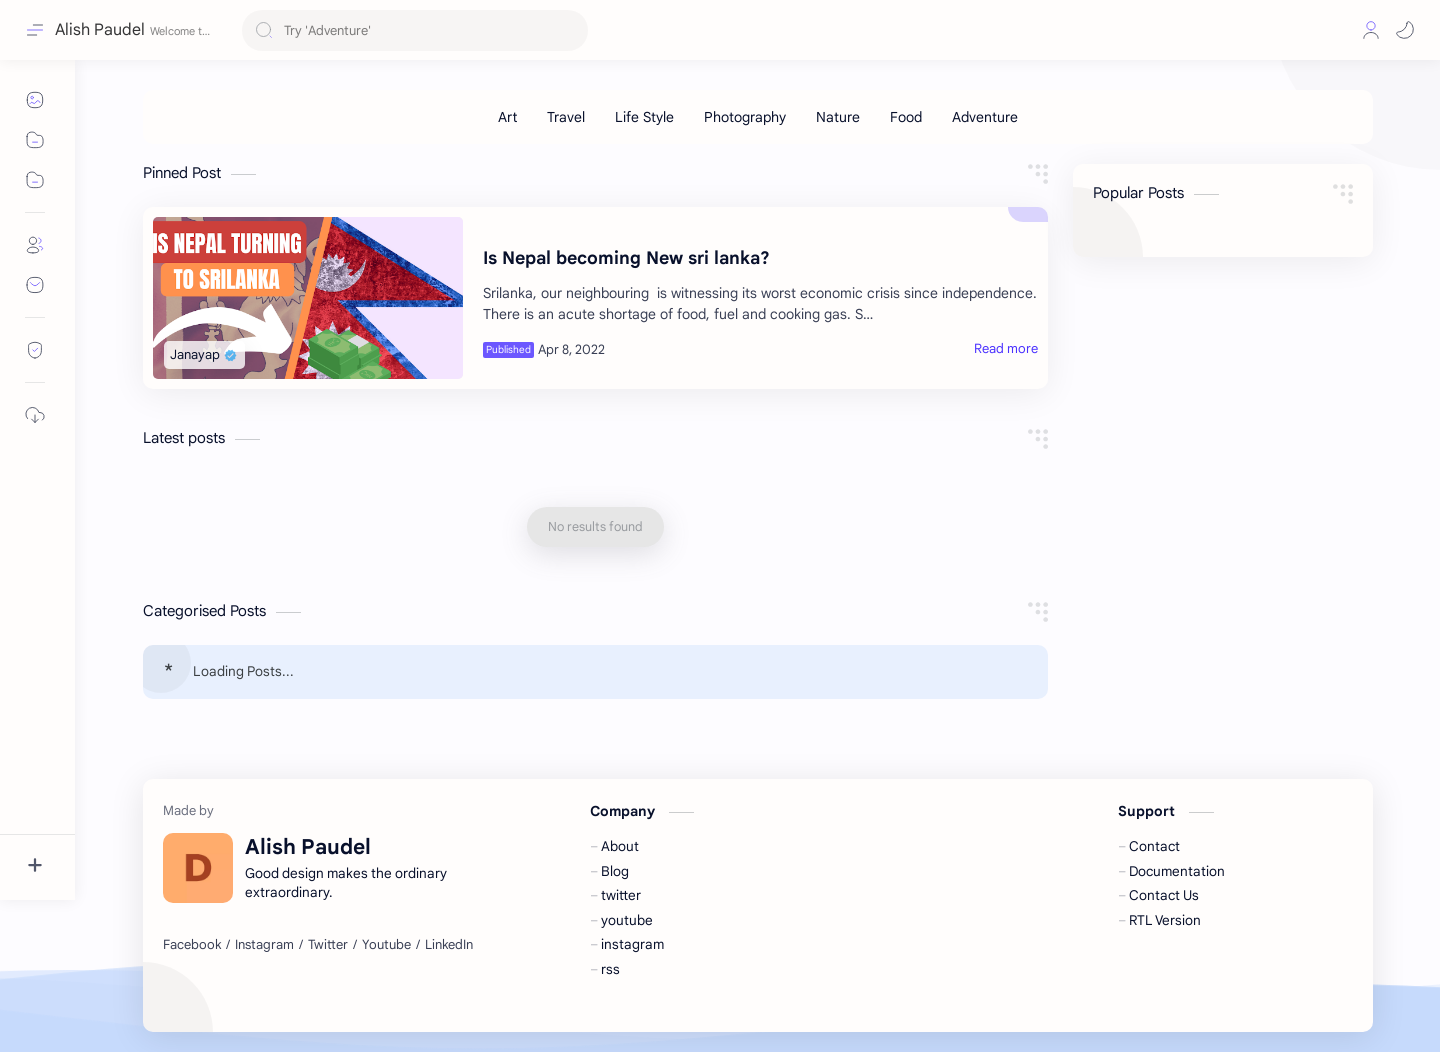 Alish Paudel Welcome t...
Try 'Adventure'
Art Travel Life Style Photography Nature Food Adventure
Pinned Post
Popular Posts
IS NEPAL TURNING
TO SRILANKA
Janayap
Is Nepal becoming New sri lanka?
Srilanka, our neighbouring  is witnessing its worst economic crisis since independence.
There is an acute shortage of food, fuel and cooking gas. S...
Published Apr 8, 2022
Read more
Latest posts
No results found
Categorised Posts
* Loading Posts...
Made by
D
Alish Paudel
Good design makes the ordinary
extraordinary.
Facebook / Instagram / Twitter / Youtube / LinkedIn
Company
– About
– Blog
– twitter
– youtube
– instagram
– rss
Support
– Contact
– Documentation
– Contact Us
– RTL Version